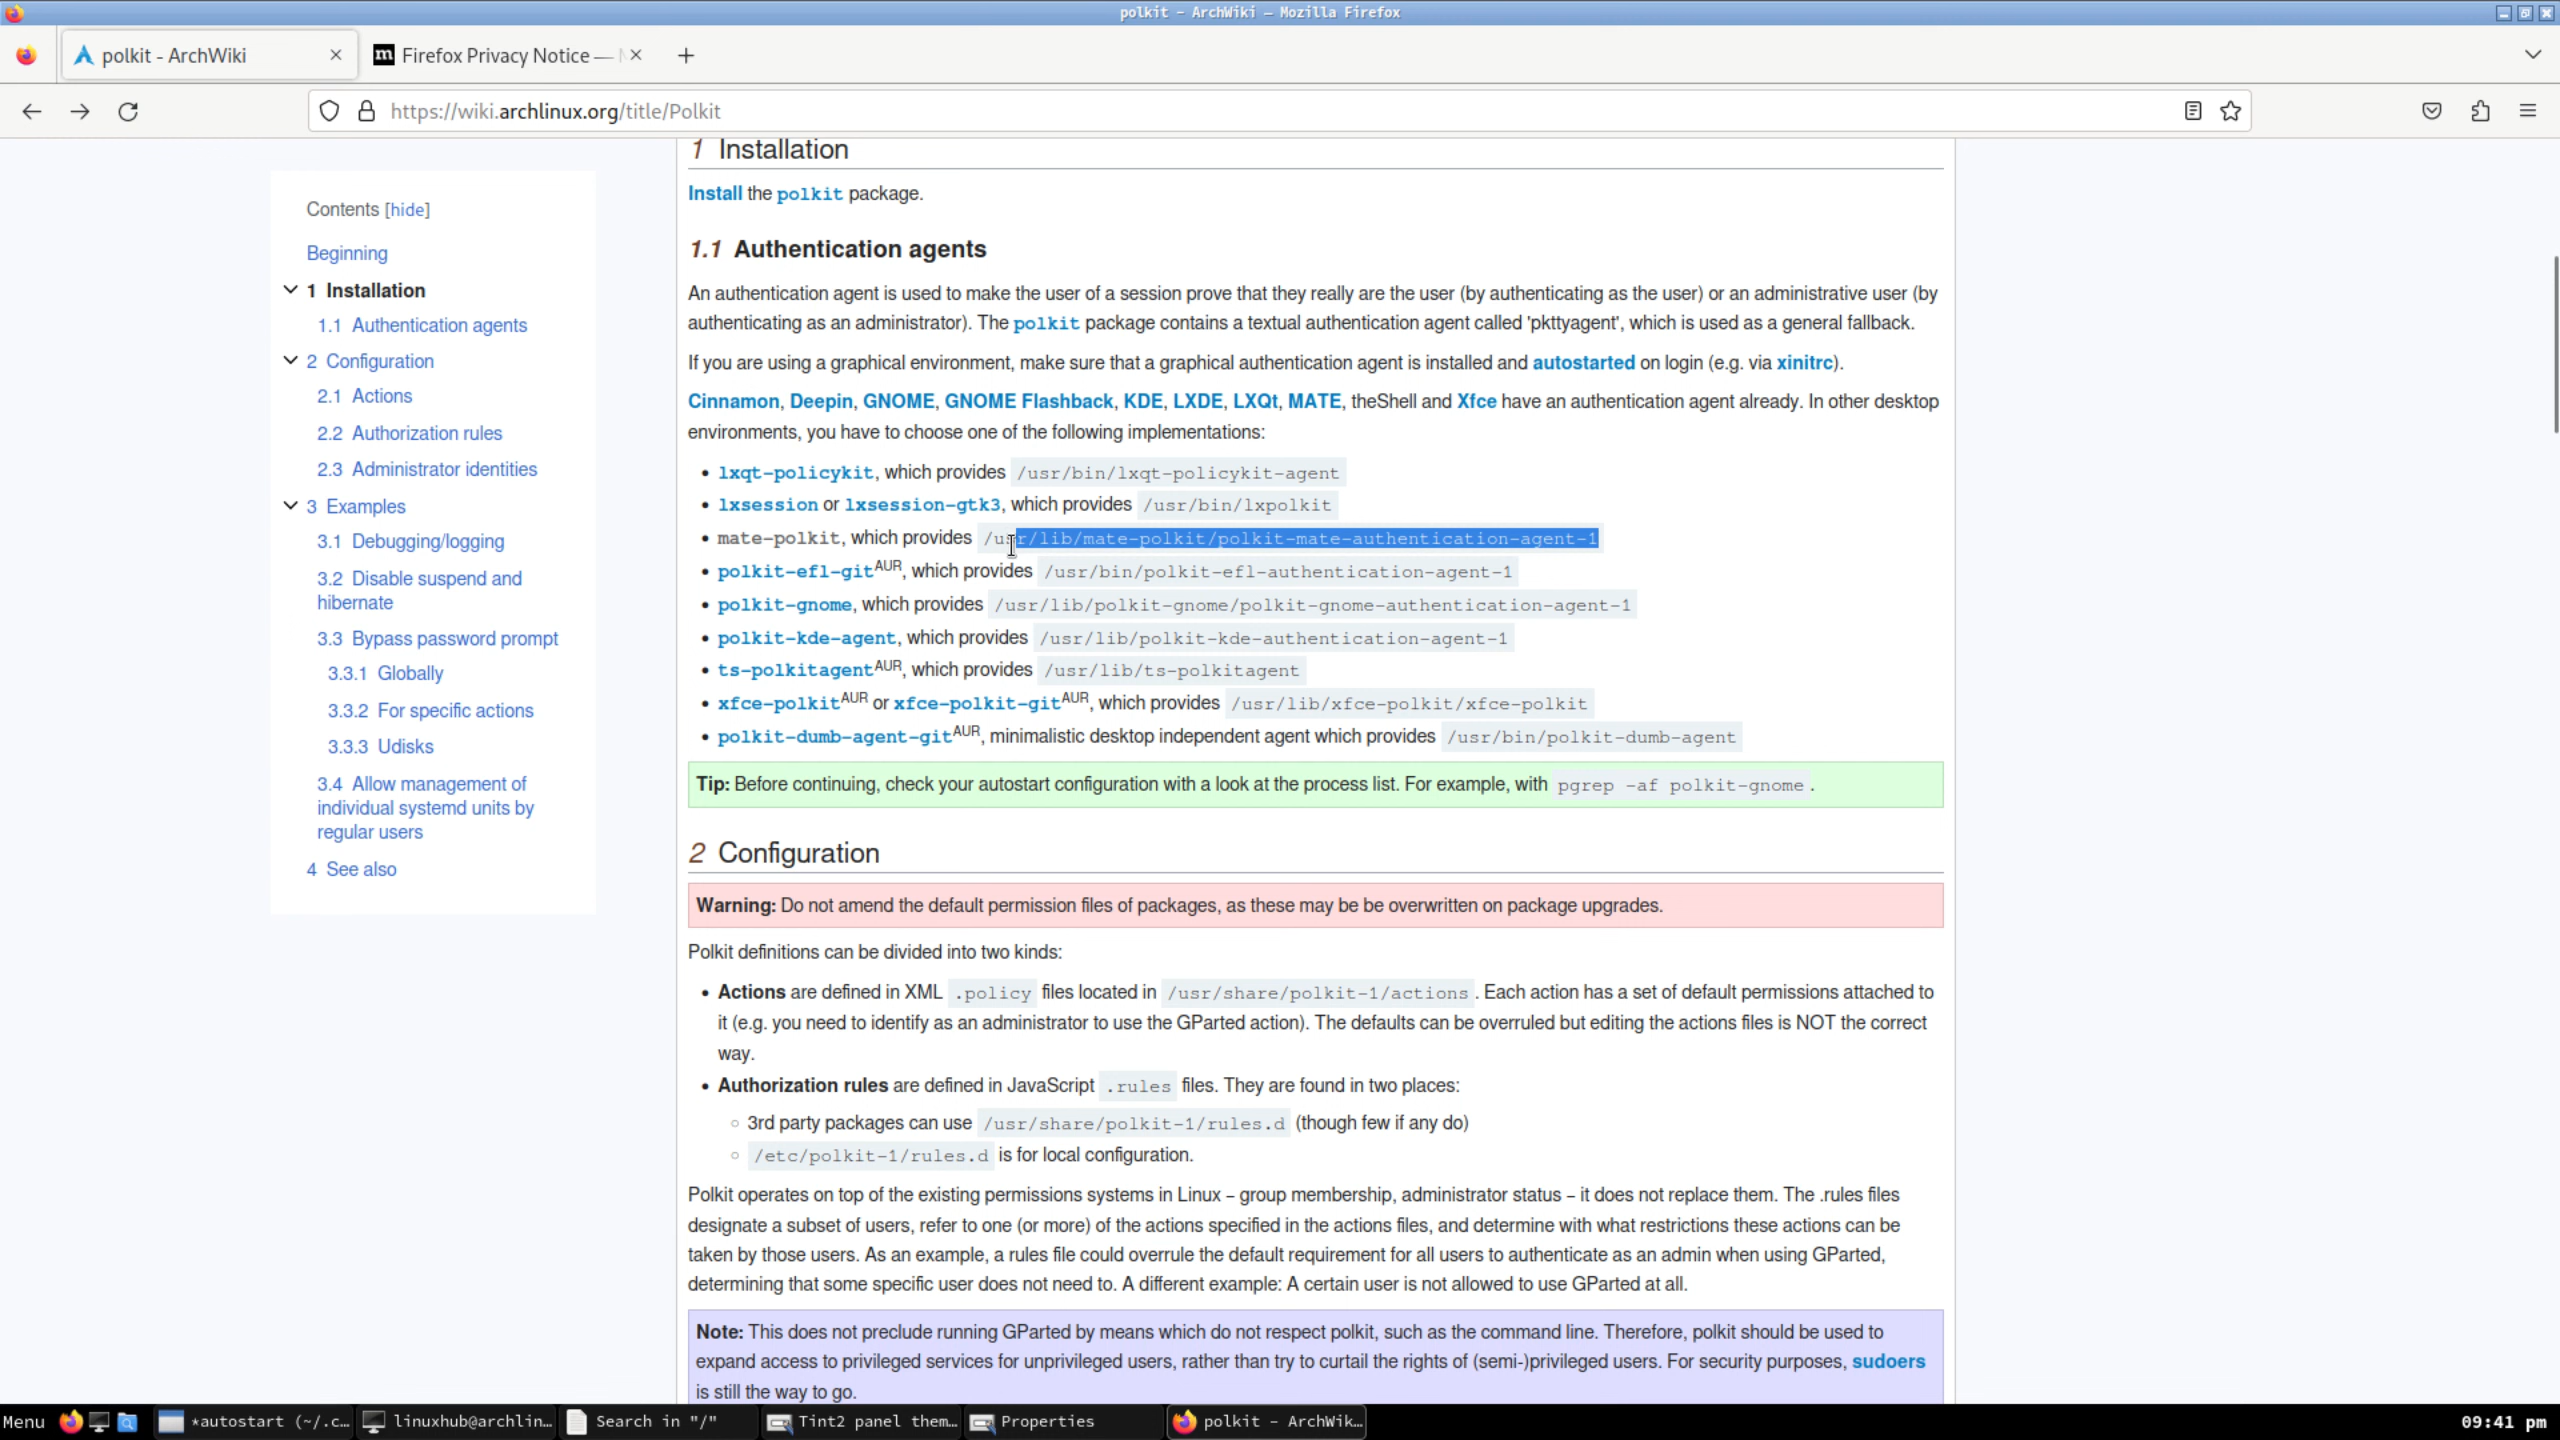 polkit - ArchWiki — Mozilla Firefox
polkit - ArchWiki
Firefox Privacy Notice —
https://wiki.archlinux.org/title/Polkit
Contents [hide]
Beginning
1 Installation
1.1 Authentication agents
2 Configuration
2.1 Actions
2.2 Authorization rules
2.3 Administrator identities
3 Examples
3.1 Debugging/logging
3.2 Disable suspend and
hibernate
3.3 Bypass password prompt
3.3.1 Globally
3.3.2 For specific actions
3.3.3 Udisks
3.4 Allow management of
individual systemd units by
regular users
4 See also
1 Installation
Install the polkit package.
1.1 Authentication agents
An authentication agent is used to make the user of a session prove that they really are the user (by authenticating as the user) or an administrative user (by
authenticating as an administrator). The polkit package contains a textual authentication agent called 'pkttyagent', which is used as a general fallback.
If you are using a graphical environment, make sure that a graphical authentication agent is installed and autostarted on login (e.g. via xinitrc).
Cinnamon, Deepin, GNOME, GNOME Flashback, KDE, LXDE, LXQt, MATE, theShell and Xfce have an authentication agent already. In other desktop
environments, you have to choose one of the following implementations:
• lxqt-policykit, which provides /usr/bin/lxqt-policykit-agent
• lxsession or lxsession-gtk3, which provides /usr/bin/lxpolkit
• mate-polkit, which provides /usr/lib/mate-polkit/polkit-mate-authentication-agent-1
• polkit-efl-git AUR, which provides /usr/bin/polkit-efl-authentication-agent-1
• polkit-gnome, which provides /usr/lib/polkit-gnome/polkit-gnome-authentication-agent-1
• polkit-kde-agent, which provides /usr/lib/polkit-kde-authentication-agent-1
• ts-polkitagent AUR, which provides /usr/lib/ts-polkitagent
• xfce-polkit AUR or xfce-polkit-git AUR, which provides /usr/lib/xfce-polkit/xfce-polkit
• polkit-dumb-agent-git AUR, minimalistic desktop independent agent which provides /usr/bin/polkit-dumb-agent
Tip: Before continuing, check your autostart configuration with a look at the process list. For example, with pgrep -af polkit-gnome .
2 Configuration
Warning: Do not amend the default permission files of packages, as these may be be overwritten on package upgrades.
Polkit definitions can be divided into two kinds:
• Actions are defined in XML .policy files located in /usr/share/polkit-1/actions . Each action has a set of default permissions attached to
it (e.g. you need to identify as an administrator to use the GParted action). The defaults can be overruled but editing the actions files is NOT the correct
way.
• Authorization rules are defined in JavaScript .rules files. They are found in two places:
◦ 3rd party packages can use /usr/share/polkit-1/rules.d (though few if any do)
◦ /etc/polkit-1/rules.d is for local configuration.
Polkit operates on top of the existing permissions systems in Linux – group membership, administrator status – it does not replace them. The .rules files
designate a subset of users, refer to one (or more) of the actions specified in the actions files, and determine with what restrictions these actions can be
taken by those users. As an example, a rules file could overrule the default requirement for all users to authenticate as an admin when using GParted,
determining that some specific user does not need to. A different example: A certain user is not allowed to use GParted at all.
Note: This does not preclude running GParted by means which do not respect polkit, such as the command line. Therefore, polkit should be used to
expand access to privileged services for unprivileged users, rather than try to curtail the rights of (semi-)privileged users. For security purposes, sudoers
is still the way to go.
Menu *autostart (~/.c... linuxhub@archlin... Search in "/" Tint2 panel them... Properties polkit - ArchWik... 09:41 pm